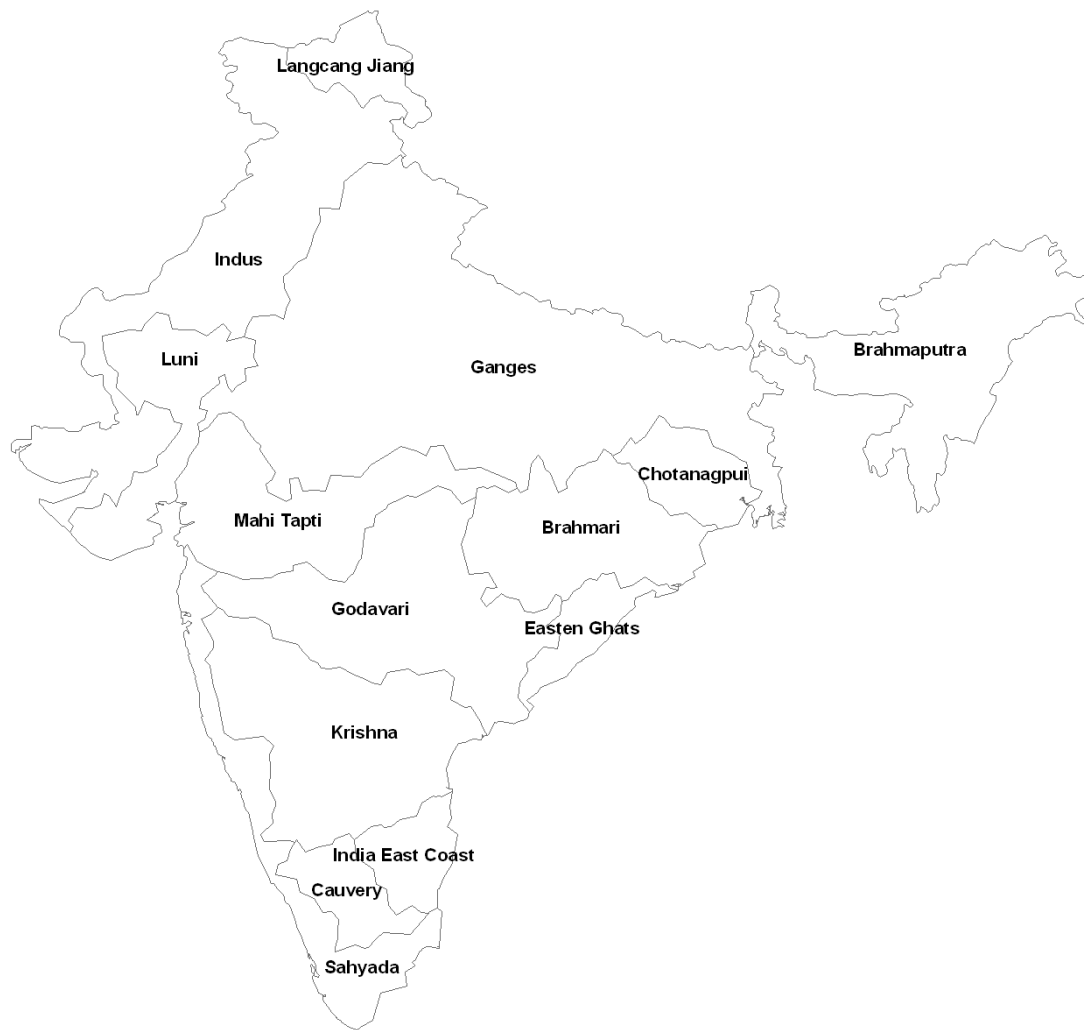 Langcang Jiang
Indus
Brahmaputra
Luni
Ganges
Chotanagpui
Mahi Tapti
Brahmari
Godavari
Easten Ghats
Krishna
India East Coast
Cauvery
Sahyada